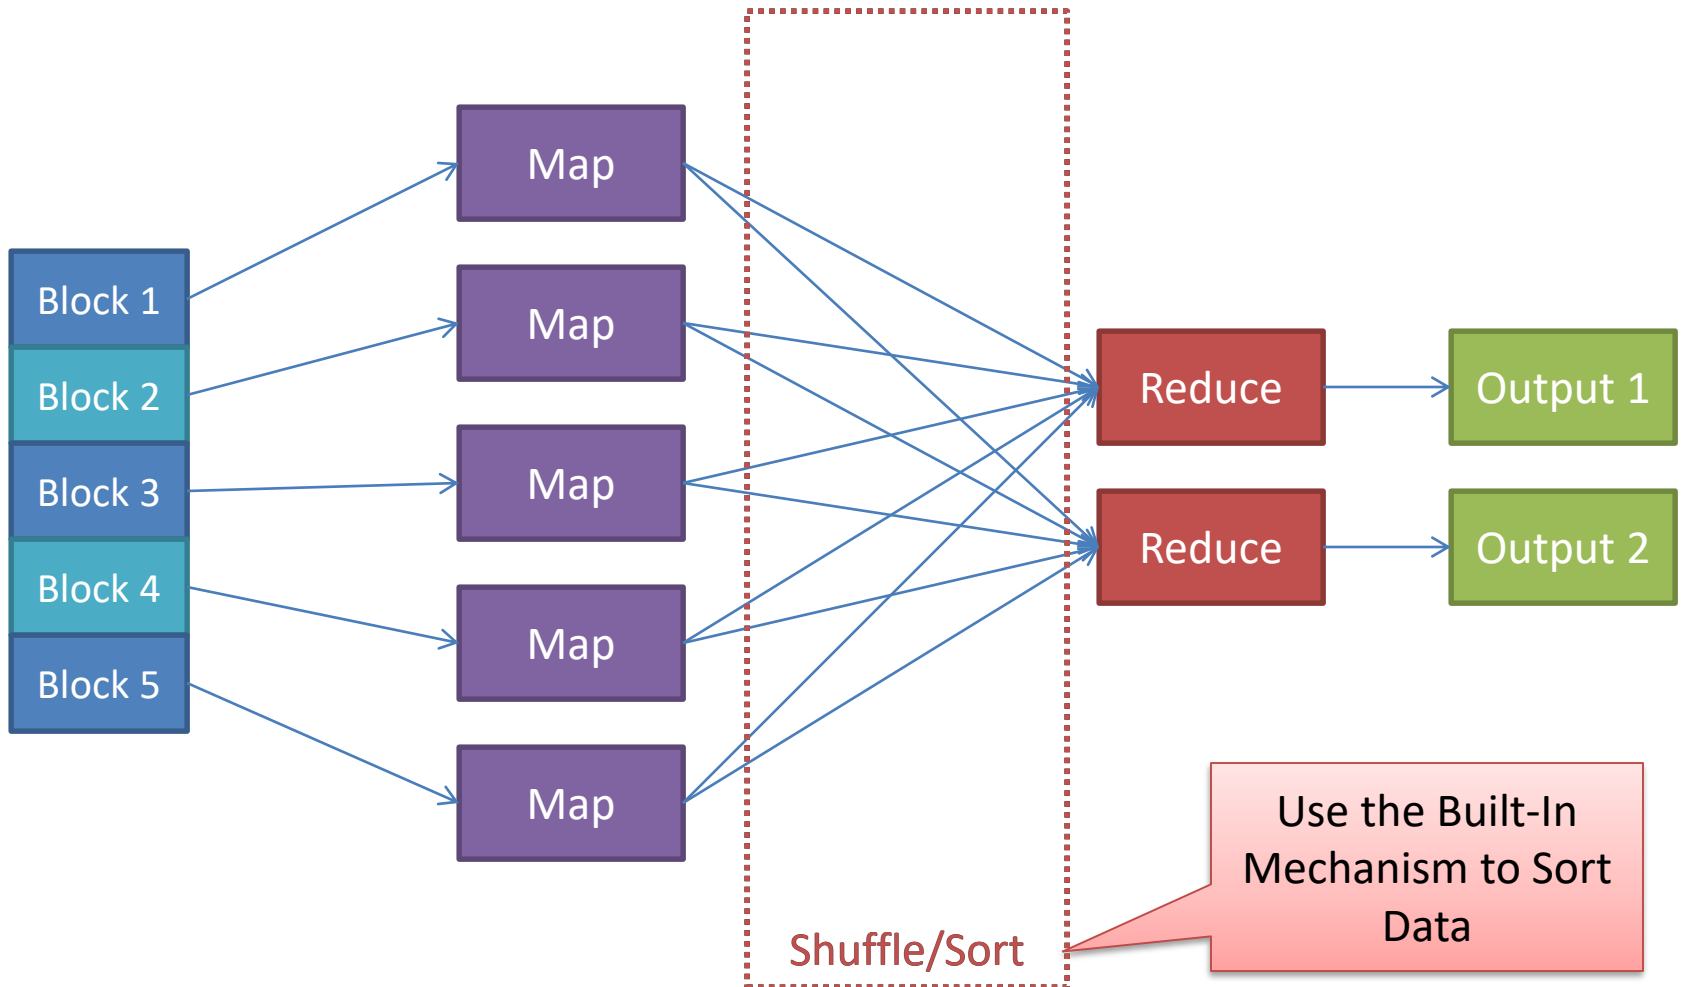 Block 1
Block 2
Block 3
Block 4
Block 5
Map
Map
Map
Map
Map
Shuffle/Sort
Reduce
Reduce
Output 1
Output 2
Use the Built-In
Mechanism to Sort
Data